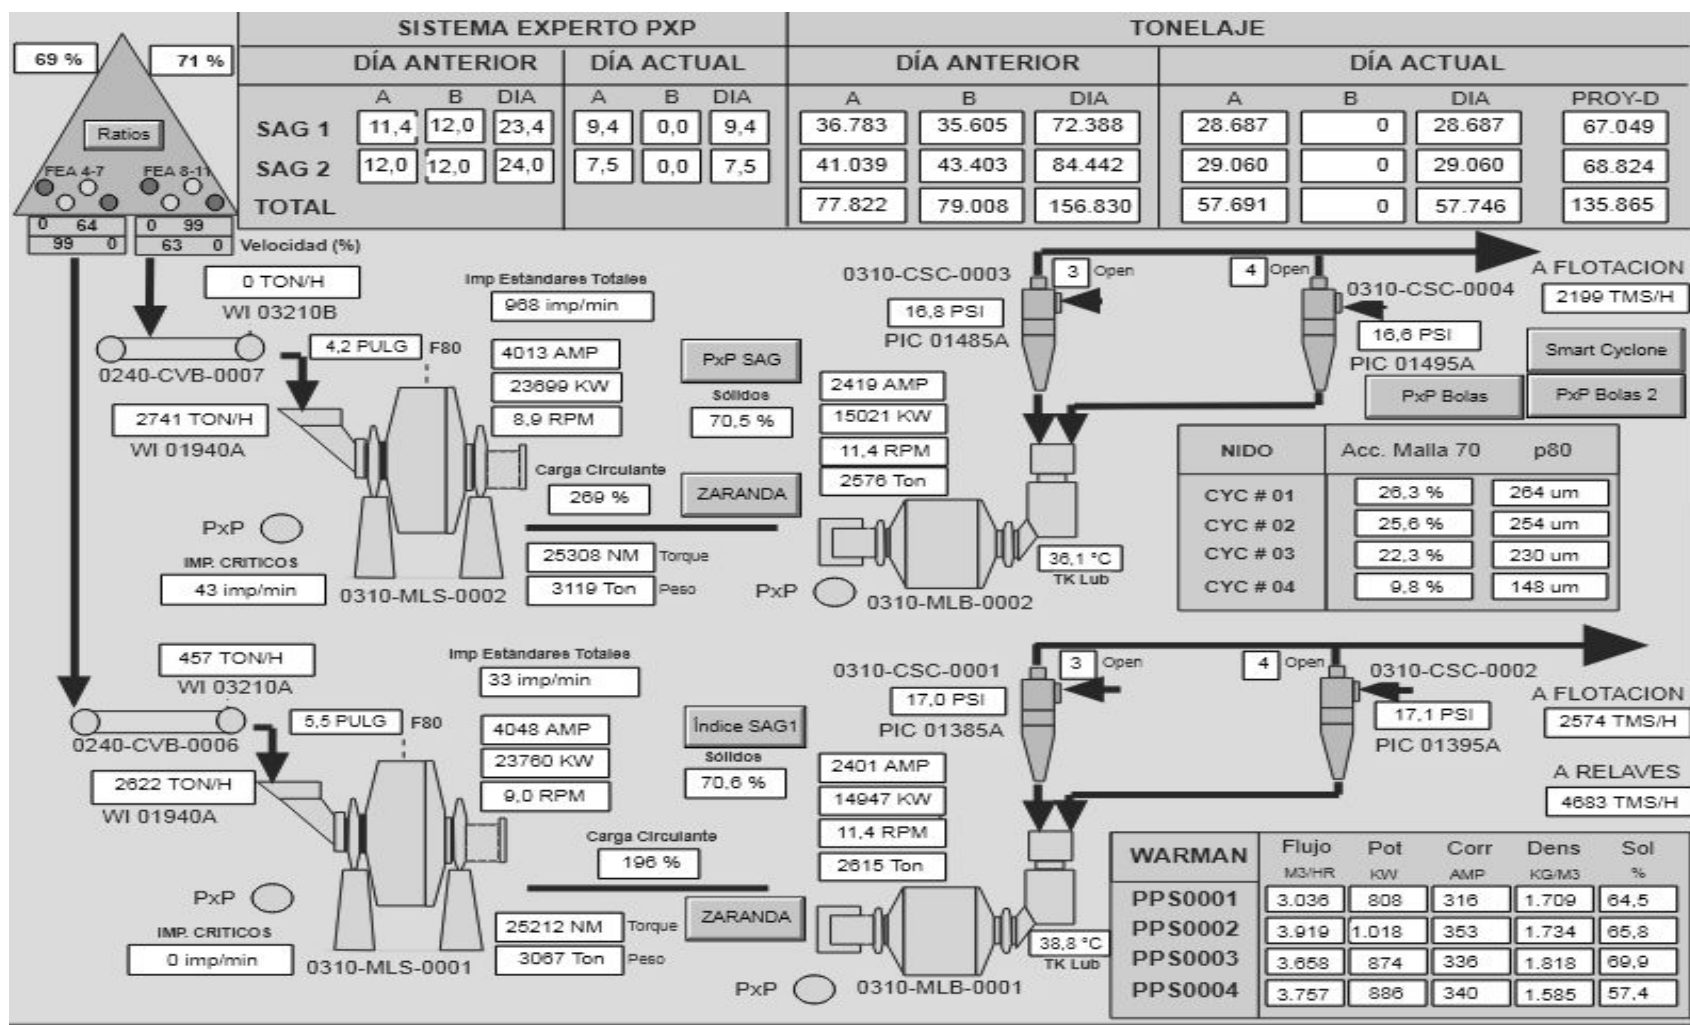 SISTEMA EXPERTO PXP
TONELAJE
69 %
71 %
DÍA ANTERIOR
DÍA ACTUAL
DÍA ANTERIOR
DÍA ACTUAL
A B DIA A B DIA A B DIA A B DIA PROY-D
Ratios
SAG 1 11,4 12,0 23,4 9,4 0,0 9,4 36.783 35.605 72.388 28.687 0 28.687 67.049
SAG 2 12,0 12,0 24,0 7,5 0,0 7,5 41.039 43.403 84.442 29.060 0 29.060 68.824
TOTAL 77.822 79.008 156.830 57.691 0 57.746 135.865
FEA 4-7 FEA 8-11
0 64 0 99
99 0 63 0 Velocidad (%)
0 TON/H
WI 03210B
0240-CVB-0007
2741 TON/H
WI 01940A
4,2 PULG F80
Imp Estándares Totales
968 imp/min
4013 AMP
23699 KW
8,9 RPM
PxP SAG
Sólidos
70,5 %
Carga Circulante
269 %
ZARANDA
PxP
IMP. CRITICOS
43 imp/min
0310-MLS-0002
25308 NM Torque
3119 Ton Peso
2419 AMP
15021 KW
11,4 RPM
2576 Ton
36,1 °C
TK Lub
PxP
0310-MLB-0002
0310-CSC-0003
3 Open
16,8 PSI
PIC 01485A
4 Open
0310-CSC-0004
16,6 PSI
PIC 01495A
A FLOTACION
2199 TMS/H
Smart Cyclone
PxP Bolas
PxP Bolas 2
NIDO Acc. Malla 70 p80
CYC # 01 26,3 % 264 um
CYC # 02 25,6 % 254 um
CYC # 03 22,3 % 230 um
CYC # 04 9,8 % 148 um
457 TON/H
WI 03210A
0240-CVB-0006
2622 TON/H
WI 01940A
5,5 PULG F80
Imp Estándares Totales
33 imp/min
4048 AMP
23760 KW
9,0 RPM
Índice SAG1
Sólidos
70,6 %
Carga Circulante
196 %
ZARANDA
PxP
IMP. CRITICOS
0 imp/min
0310-MLS-0001
25212 NM Torque
3067 Ton Peso
2401 AMP
14947 KW
11,4 RPM
2615 Ton
38,8 °C
TK Lub
PxP
0310-MLB-0001
0310-CSC-0001
3 Open
17,0 PSI
PIC 01385A
4 Open
0310-CSC-0002
17,1 PSI
PIC 01395A
A FLOTACION
2574 TMS/H
A RELAVES
4683 TMS/H
WARMAN Flujo Pot Corr Dens Sol
M3/HR KW AMP KG/M3 %
PPS0001 3.036 808 316 1.709 64,5
PPS0002 3.919 1.018 353 1.734 65,8
PPS0003 3.658 874 336 1.818 69,9
PPS0004 3.757 886 340 1.585 57,4